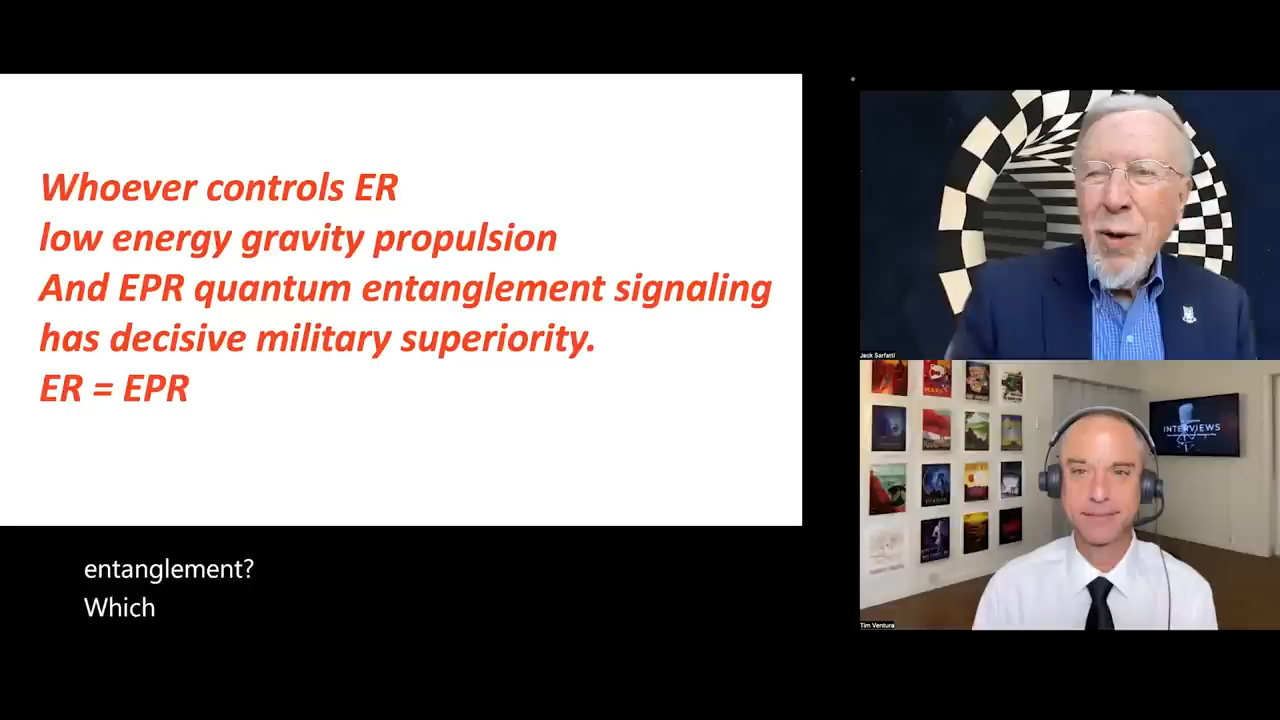 Whoever controls ER
low energy gravity propulsion
And EPR quantum entanglement signaling
has decisive military superiority.
ER = EPR
entanglement?
Which
Jack Sarfatti
INTERVIEWS
Tim Ventura